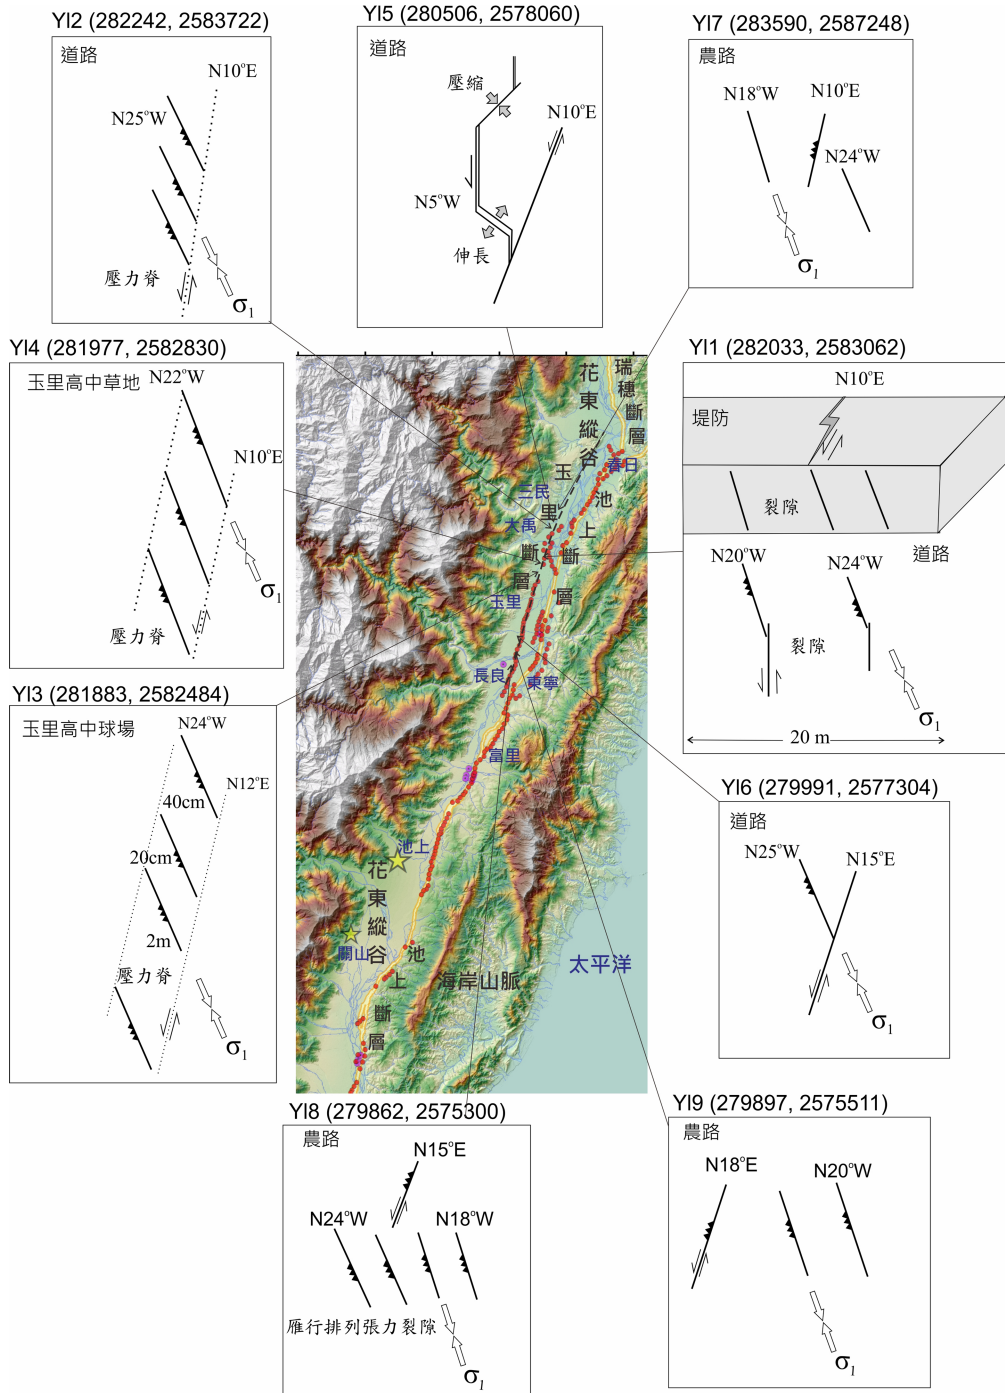 YI2 (282242, 2583722)
道路
N10°E
N25°W
壓力脊
σ1
YI5 (280506, 2578060)
壓縮
N10°E
N5°W
伸長
YI7 (283590, 2587248)
農路
N18°W
N10°E
N24°W
σ1
YI4 (281977, 2582830)
玉里高中草地
N22°W
N10°E
壓力脊
σ1
YI1 (282033, 2583062)
N10°E
堤防
裂隙
道路
N20°W
N24°W
裂隙
σ1
20 m
YI3 (281883, 2582484)
玉里高中球場
N24°W
N12°E
40cm
20cm
2m
壓力脊
σ1
瑞穗斷層
花東縱谷
玉里斷層
池上斷層
春日
三民
大禹
玉里
長良
東寧
富里
池上
花東縱谷
關山
池上斷層
海岸山脈
太平洋
YI6 (279991, 2577304)
道路
N25°W
N15°E
σ1
YI8 (279862, 2575300)
農路
N15°E
N24°W
N18°W
雁行排列張力裂隙
σ1
YI9 (279897, 2575511)
農路
N18°E
N20°W
σ1